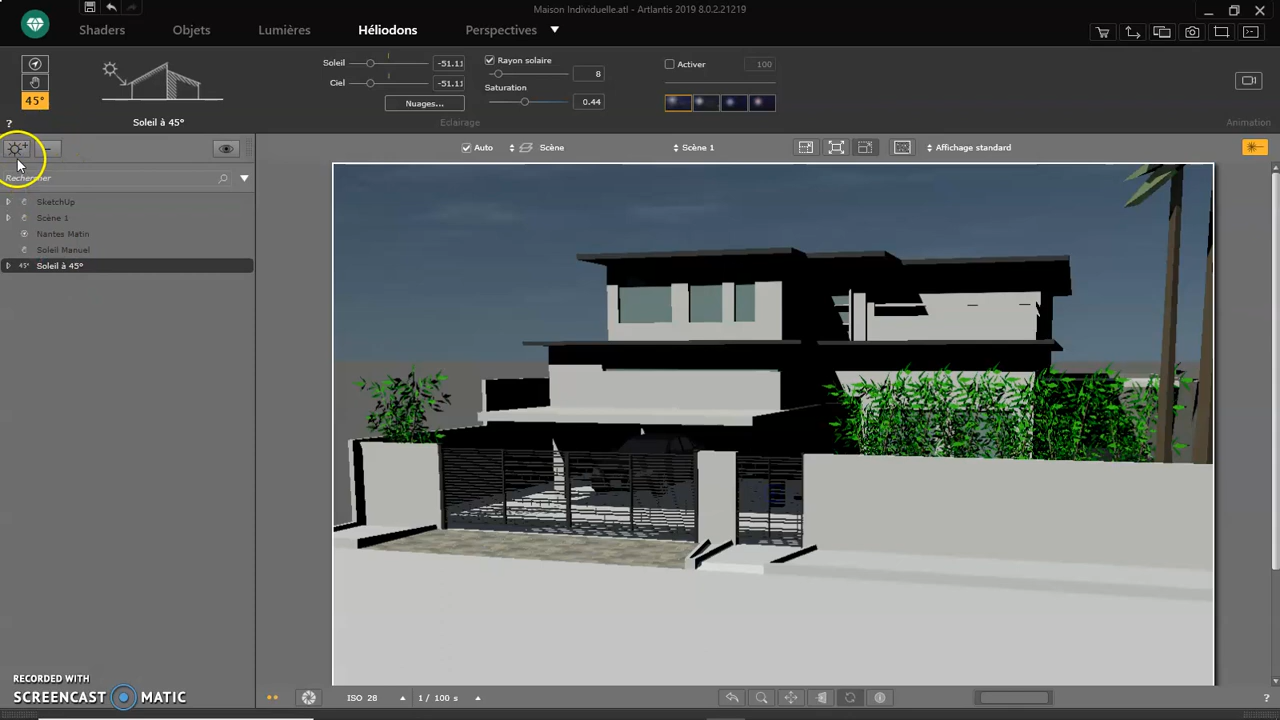 Maison Individuelle.atl - Artlantis 2019 8.0.2.21219
Shaders Objets Lumières Héliodons Perspectives
Soleil -51.11
Ciel -51.11
Nuages...
Rayon solaire 8
Saturation 0.44
Activer 100
45°
?
Soleil à 45°
Eclairage
Animation
Auto Scène Scène 1 Affichage standard
Rechercher
SketchUp
Scène 1
Nantes Matin
Soleil Manuel
45° Soleil à 45°
RECORDED WITH
SCREENCAST MATIC
ISO 28 1 / 100 s ?